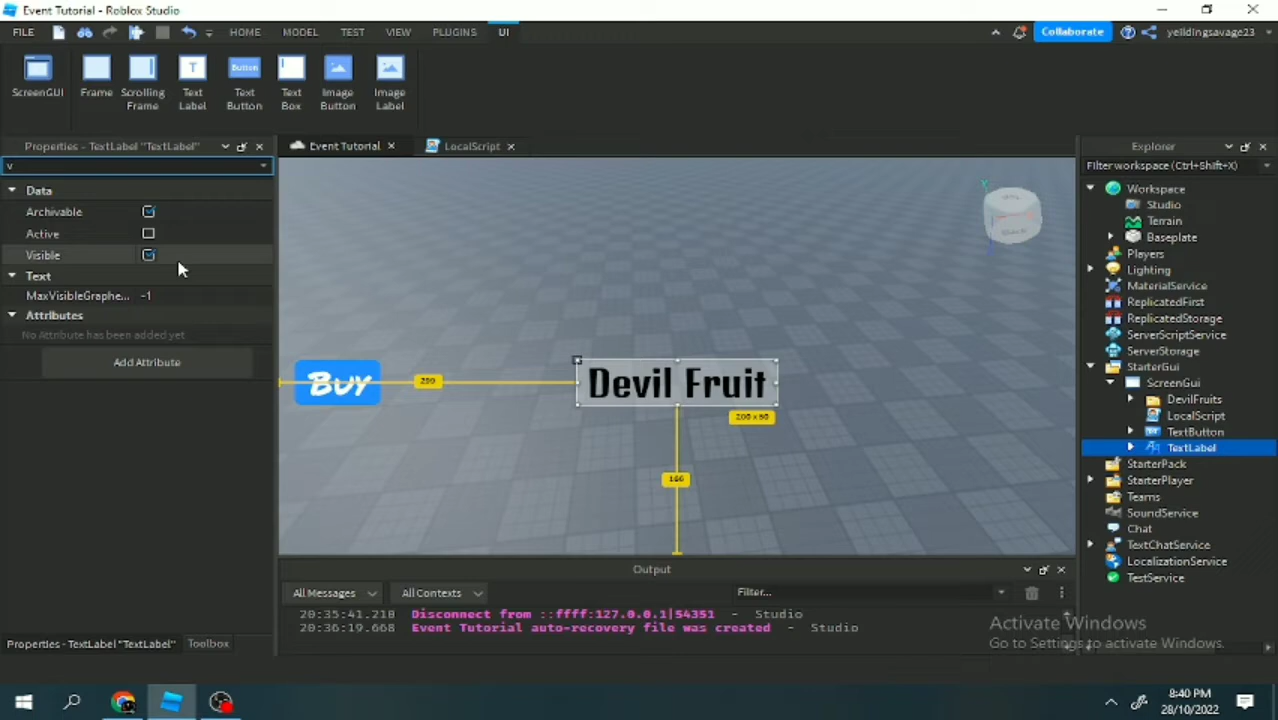 Event Tutorial - Roblox Studio
FILE HOME MODEL TEST VIEW PLUGINS UI Collaborate yeildingsavage23
ScreenGUI
Frame
Scrolling Frame
Text Label
Button
Text Button
Text Box
Image Button
Image Label
Properties - TextLabel "TextLabel"
v
Data
Archivable
Active
Visible
Text
MaxVisibleGraphe... -1
Attributes
No Attribute has been added yet
Add Attribute
Properties - TextLabel "TextLabel" Toolbox
Event Tutorial LocalScript
Buy
Devil Fruit
200 x 50
Output
All Messages All Contexts Filter...
20:35:41.218 Disconnect from ::ffff:127.0.0.1|54351 - Studio
20:36:19.668 Event Tutorial auto-recovery file was created - Studio
Explorer
Filter workspace (Ctrl+Shift+X)
Workspace
Studio
Terrain
Baseplate
Players
Lighting
MaterialService
ReplicatedFirst
ReplicatedStorage
ServerScriptService
ServerStorage
StarterGui
ScreenGui
DevilFruits
LocalScript
TextButton
TextLabel
StarterPack
StarterPlayer
Teams
SoundService
Chat
TextChatService
LocalizationService
TestService
Activate Windows
Go to Settings to activate Windows.
8:40 PM
28/10/2022